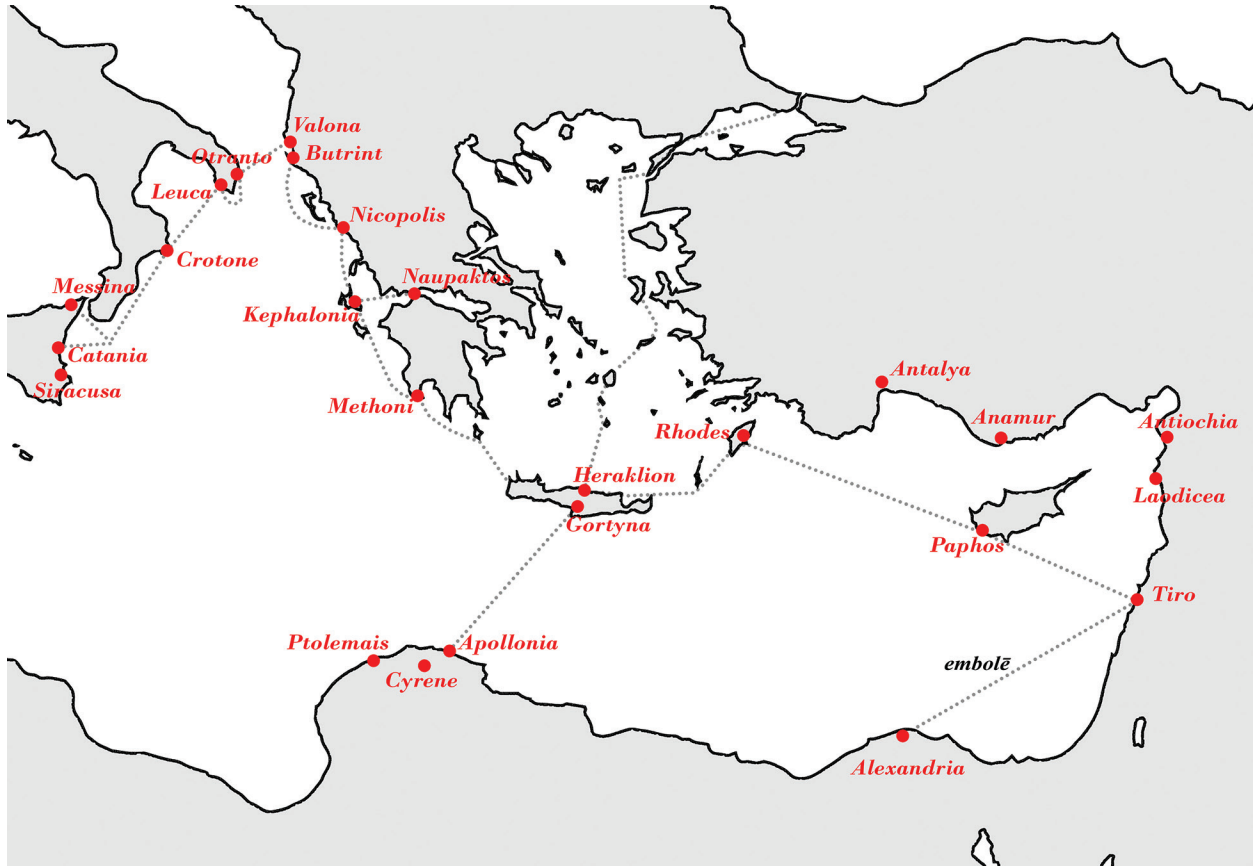 Valona
Otranto
Butrint
Leuca
Nicopolis
Crotone
Naupaktos
Messina
Kephalonia
Catania
Antalya
Siracusa
Methoni
Anamur
Antiochia
Rhodes
Heraklion
Laodicea
Gortyna
Paphos
Tiro
Ptolemais
Apollonia
embolē
Cyrene
Alexandria